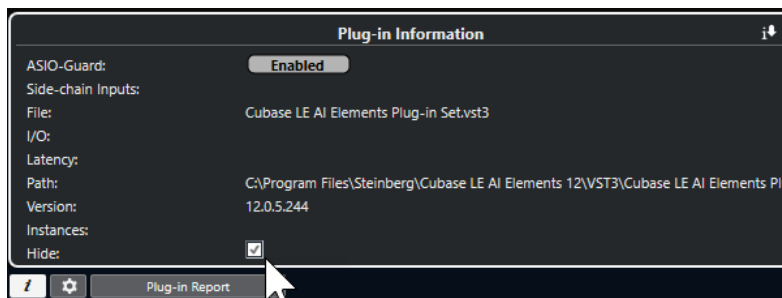 Plug-in Information
i
ASIO-Guard: Enabled
Side-chain Inputs:
File: Cubase LE AI Elements Plug-in Set.vst3
I/O:
Latency:
Path: C:\Program Files\Steinberg\Cubase LE AI Elements 12\VST3\Cubase LE AI Elements Pl
Version: 12.0.5.244
Instances:
Hide:
i Plug-in Report